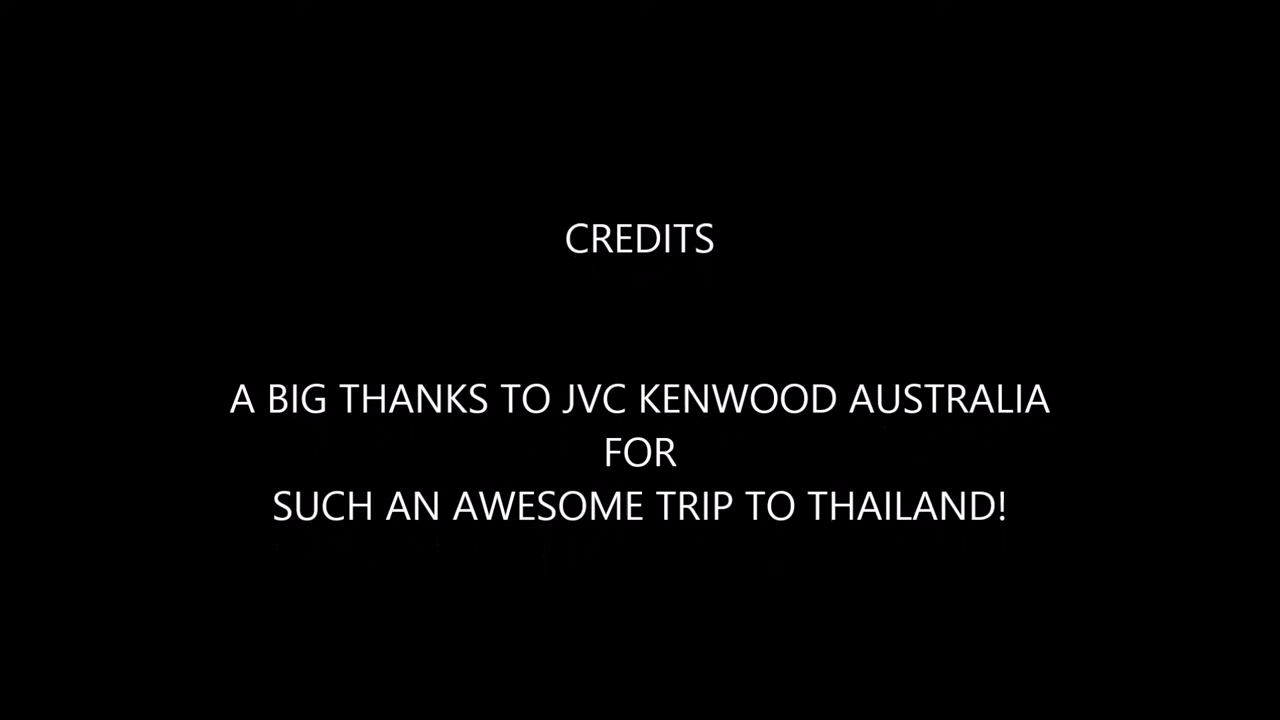 CREDITS
A BIG THANKS TO JVC KENWOOD AUSTRALIA
FOR
SUCH AN AWESOME TRIP TO THAILAND!